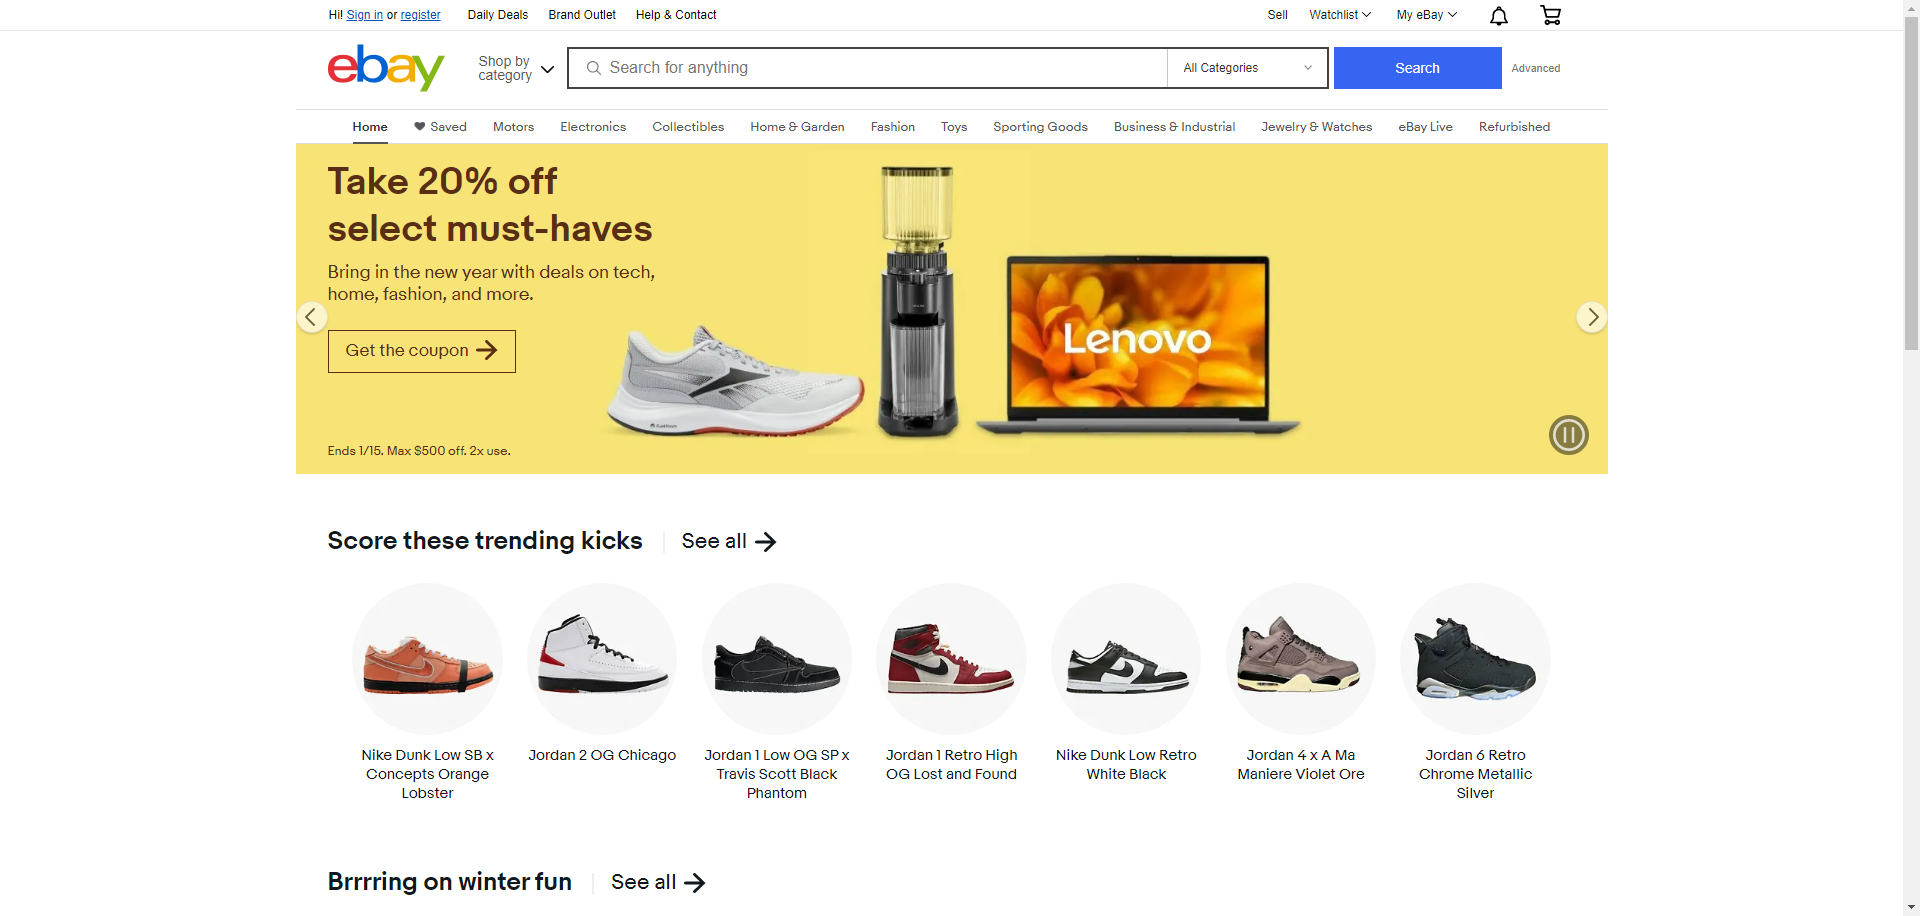 Hi! Sign in or register
Daily Deals
Brand Outlet
Help & Contact
Sell
Watchlist
My eBay
ebay
Shop by
category
Search for anything
All Categories
Search
Advanced
Home
Saved
Motors
Electronics
Collectibles
Home & Garden
Fashion
Toys
Sporting Goods
Business & Industrial
Jewelry & Watches
eBay Live
Refurbished
Take 20% off
select must-haves
Bring in the new year with deals on tech,
home, fashion, and more.
Get the coupon
Ends 1/15. Max $500 off. 2x use.
Lenovo
Score these trending kicks
See all
Nike Dunk Low SB x
Concepts Orange
Lobster
Jordan 2 OG Chicago
Jordan 1 Low OG SP x
Travis Scott Black
Phantom
Jordan 1 Retro High
OG Lost and Found
Nike Dunk Low Retro
White Black
Jordan 4 x A Ma
Maniere Violet Ore
Jordan 6 Retro
Chrome Metallic
Silver
Brrrring on winter fun
See all